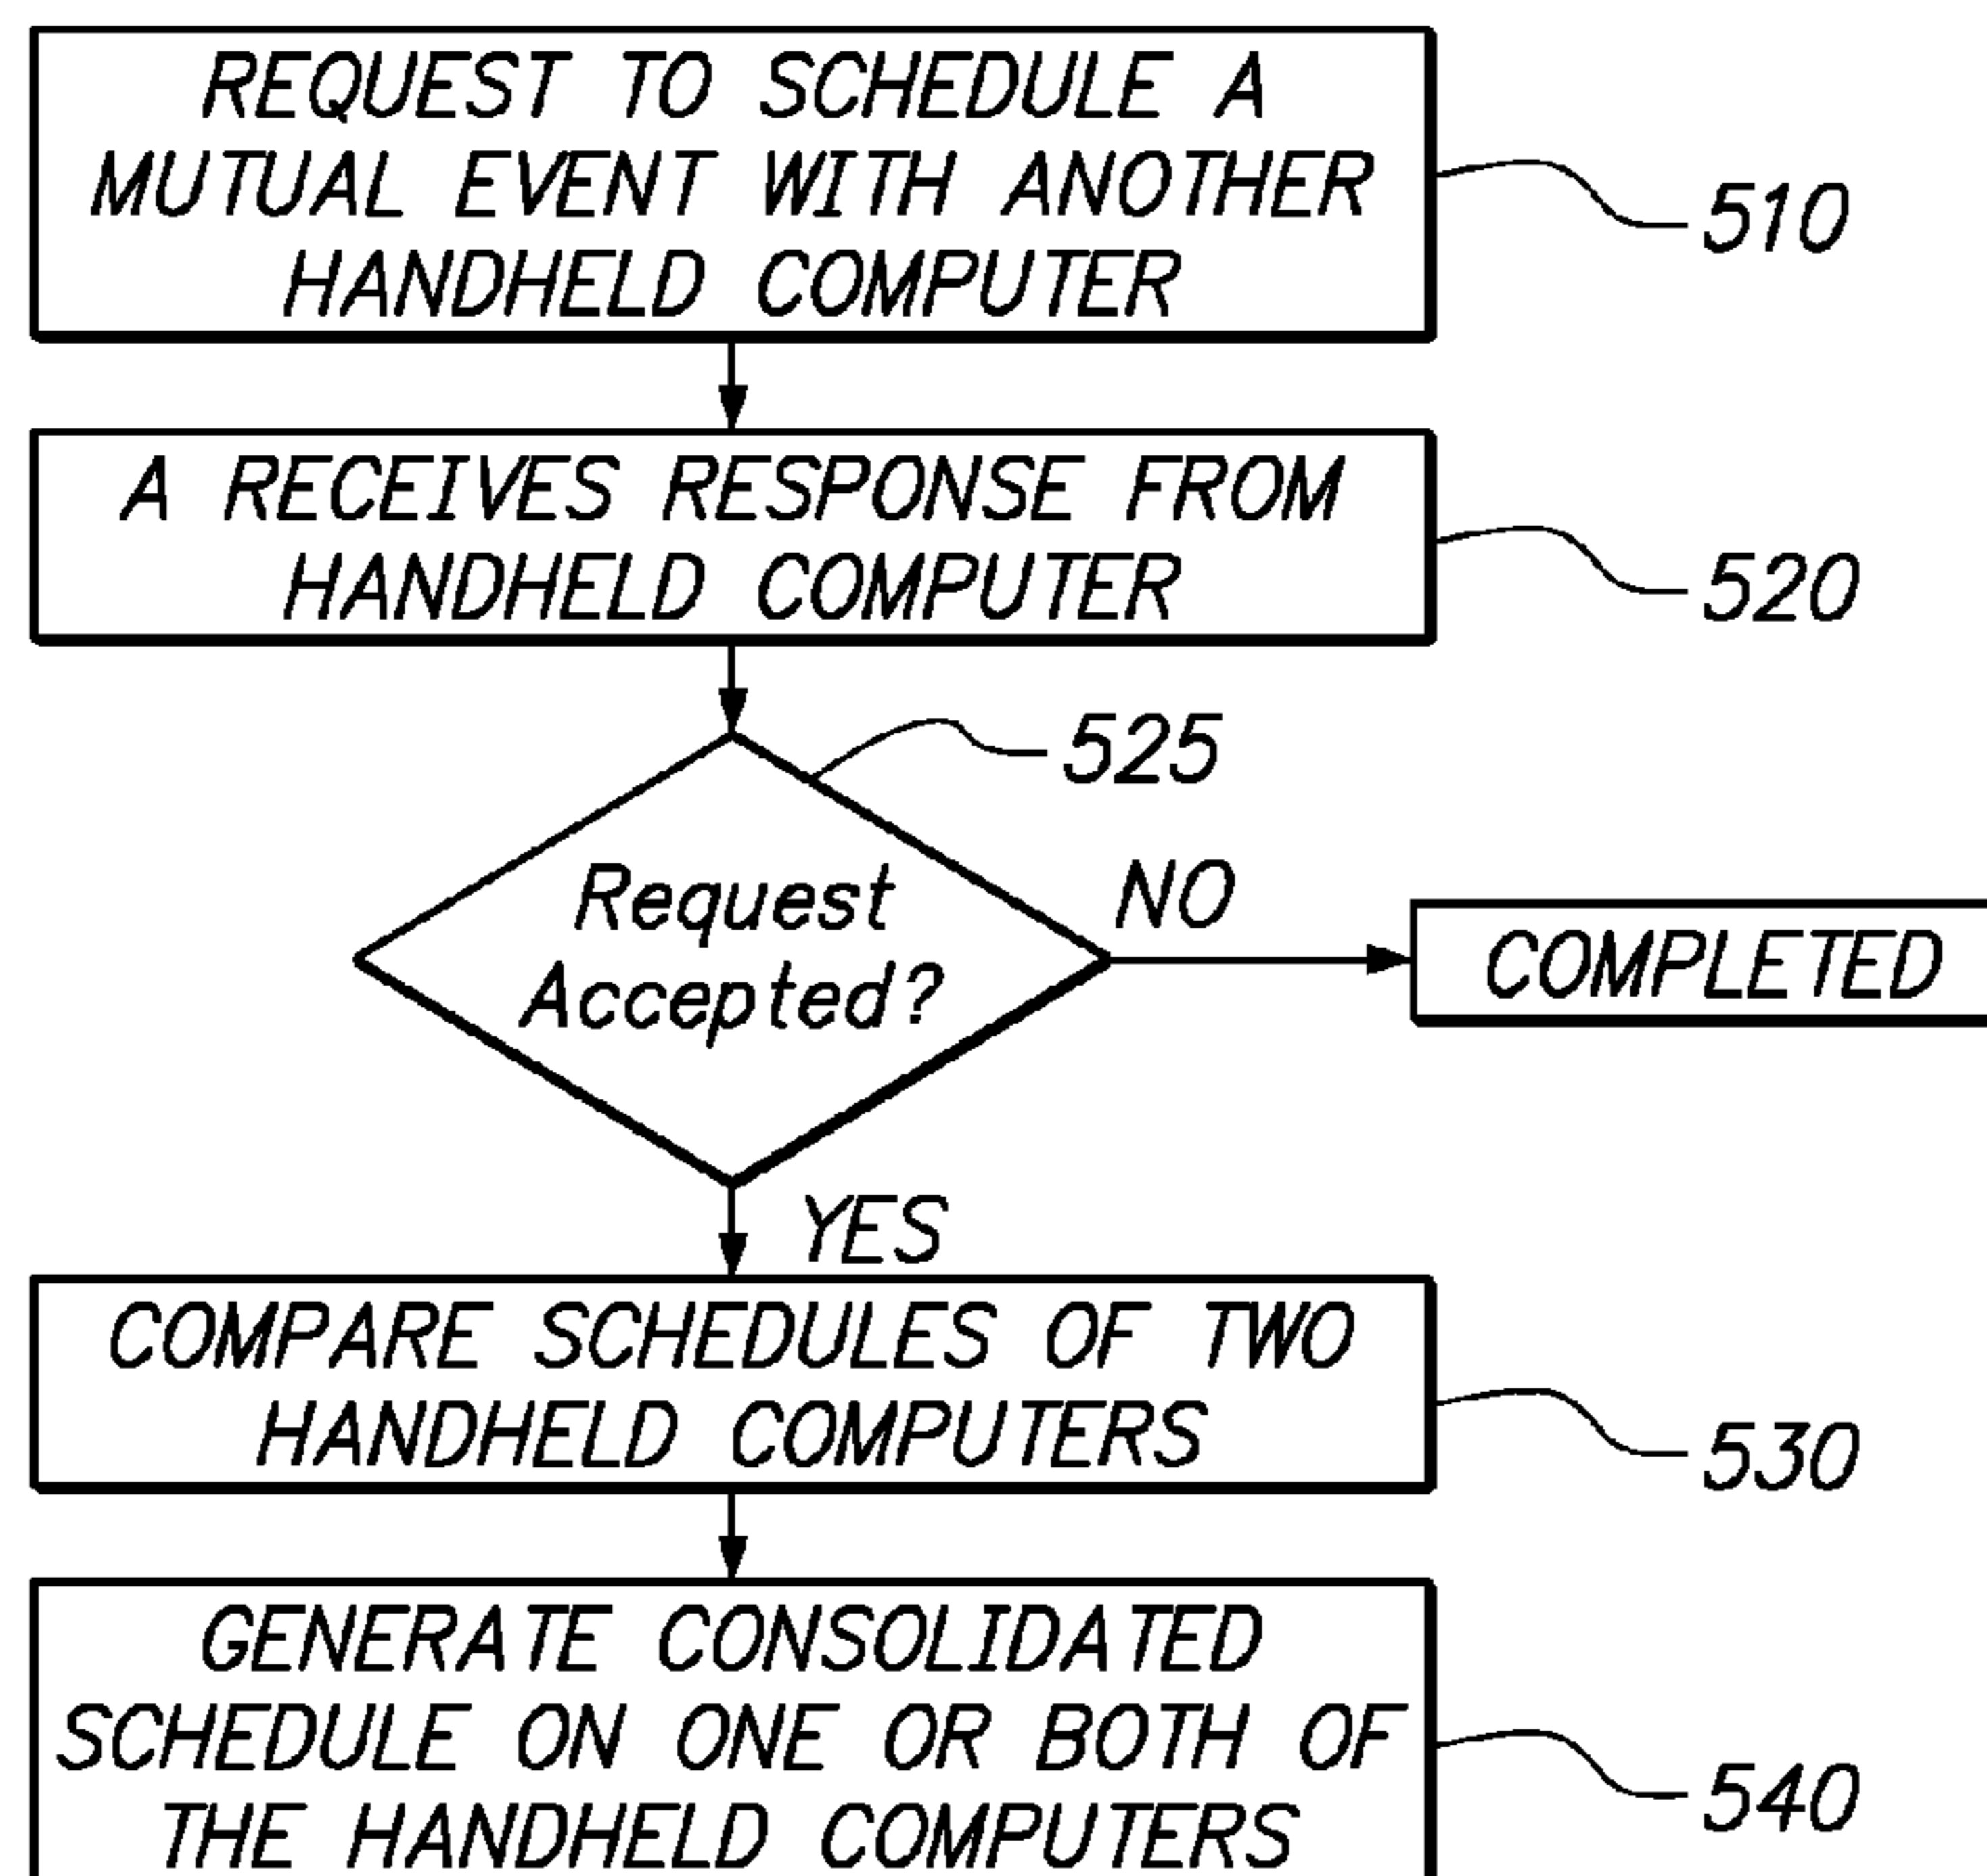 REQUEST TO SCHEDULE A
MUTUAL EVENT WITH ANOTHER
HANDHELD COMPUTER
510
A RECEIVES RESPONSE FROM
HANDHELD COMPUTER
520
525
Request
Accepted?
NO
COMPLETED
YES
COMPARE SCHEDULES OF TWO
HANDHELD COMPUTERS
530
GENERATE CONSOLIDATED
SCHEDULE ON ONE OR BOTH OF
THE HANDHELD COMPUTERS
540